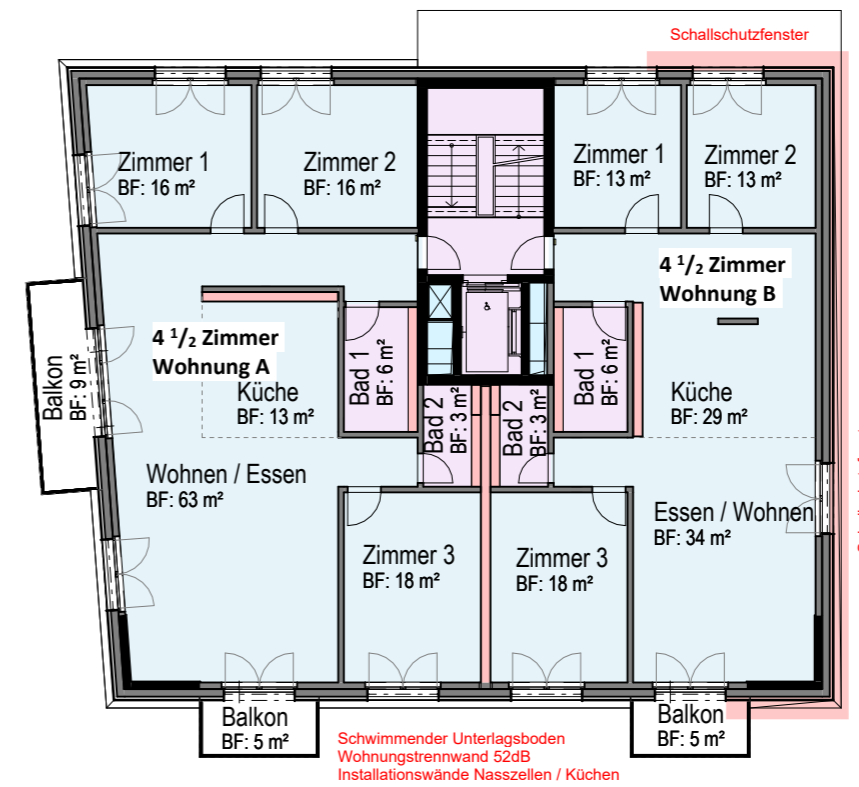 Schallschutzfenster
Zimmer 1
BF: 16 m²
Zimmer 2
BF: 16 m²
Zimmer 1
BF: 13 m²
Zimmer 2
BF: 13 m²
4 1/2 Zimmer
Wohnung A
4 1/2 Zimmer
Wohnung B
Balkon
BF: 9 m²
Küche
BF: 13 m²
Bad 1
BF: 6 m²
Bad 2
BF: 3 m²
Bad 2
BF: 3 m²
Bad 1
BF: 6 m²
Küche
BF: 29 m²
Wohnen / Essen
BF: 63 m²
Essen / Wohnen
BF: 34 m²
Zimmer 3
BF: 18 m²
Zimmer 3
BF: 18 m²
Balkon
BF: 5 m²
Balkon
BF: 5 m²
Schwimmender Unterlagsboden
Wohnungstrennwand 52dB
Installationswände Nasszellen / Küchen